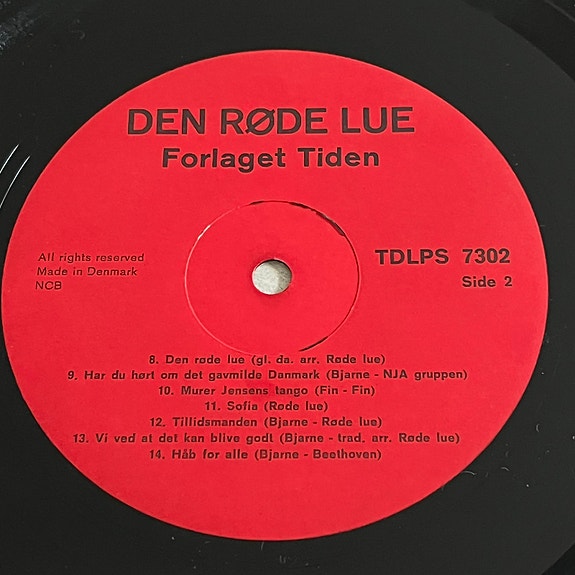 DEN RØDE LUE
Forlaget Tiden
All rights reserved
Made in Denmark
NCB
TDLPS 7302
Side 2
8. Den røde lue (gl. da. arr. Røde lue)
9. Har du hørt om det gavmilde Danmark (Bjarne - NJA gruppen)
10. Murer Jensens tango (Fin - Fin)
11. Sofia (Røde lue)
12. Tillidsmanden (Bjarne - Røde lue)
13. Vi ved at det kan blive godt (Bjarne - trad. arr. Røde lue)
14. Håb for alle (Bjarne - Beethoven)